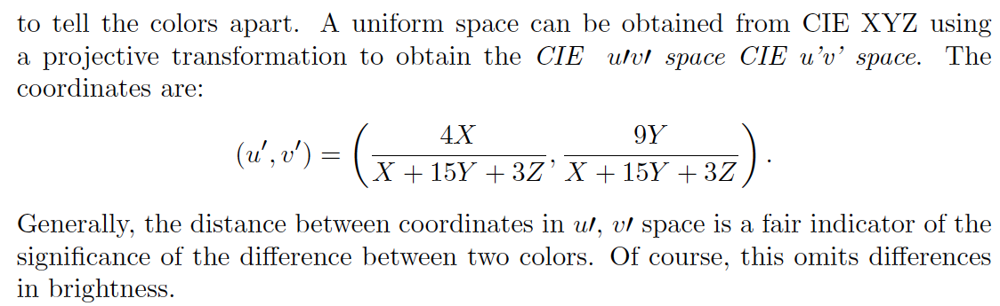 to tell the colors apart. A uniform space can be obtained from CIE XYZ using
a projective transformation to obtain the CIE u′v′ space CIE u’v’ space. The
coordinates are:
(u′, v′) = ( 4X / (X + 15Y + 3Z), 9Y / (X + 15Y + 3Z) ).
Generally, the distance between coordinates in u′, v′ space is a fair indicator of the
significance of the difference between two colors. Of course, this omits differences
in brightness.